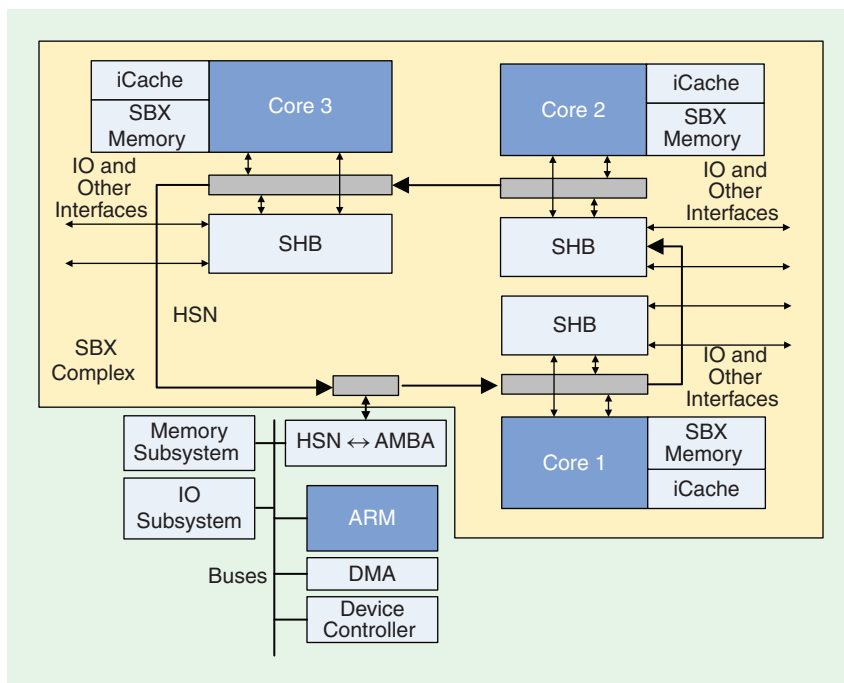 iCache
SBX
Memory
Core 3
IO and
Other
Interfaces
SHB
Core 2
iCache
SBX
Memory
IO and
Other
Interfaces
SHB
SHB
HSN
SBX
Complex
IO and
Other
Interfaces
Core 1
SBX
Memory
iCache
Memory
Subsystem
HSN ↔ AMBA
IO
Subsystem
ARM
Buses
DMA
Device
Controller